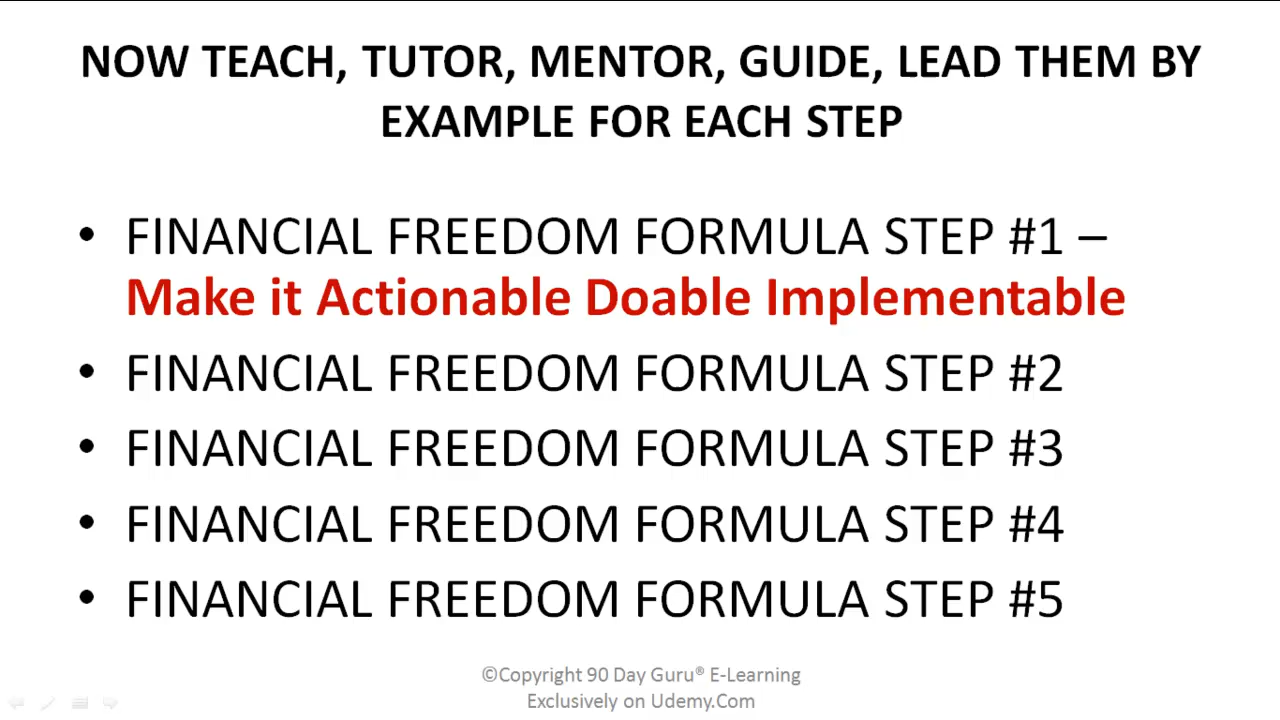 NOW TEACH, TUTOR, MENTOR, GUIDE, LEAD THEM BY
EXAMPLE FOR EACH STEP
• FINANCIAL FREEDOM FORMULA STEP #1 –
Make it Actionable Doable Implementable
• FINANCIAL FREEDOM FORMULA STEP #2
• FINANCIAL FREEDOM FORMULA STEP #3
• FINANCIAL FREEDOM FORMULA STEP #4
• FINANCIAL FREEDOM FORMULA STEP #5
©Copyright 90 Day Guru® E-Learning
Exclusively on Udemy.Com